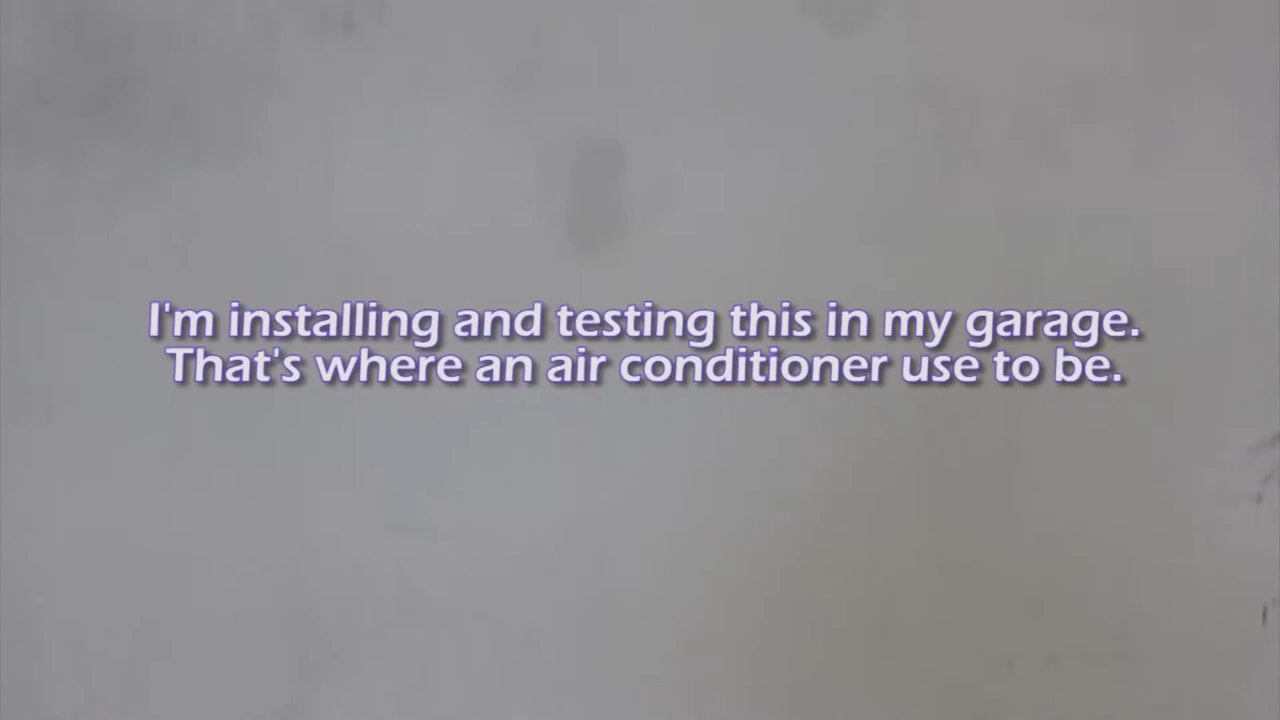 I'm installing and testing this in my garage.
That's where an air conditioner use to be.